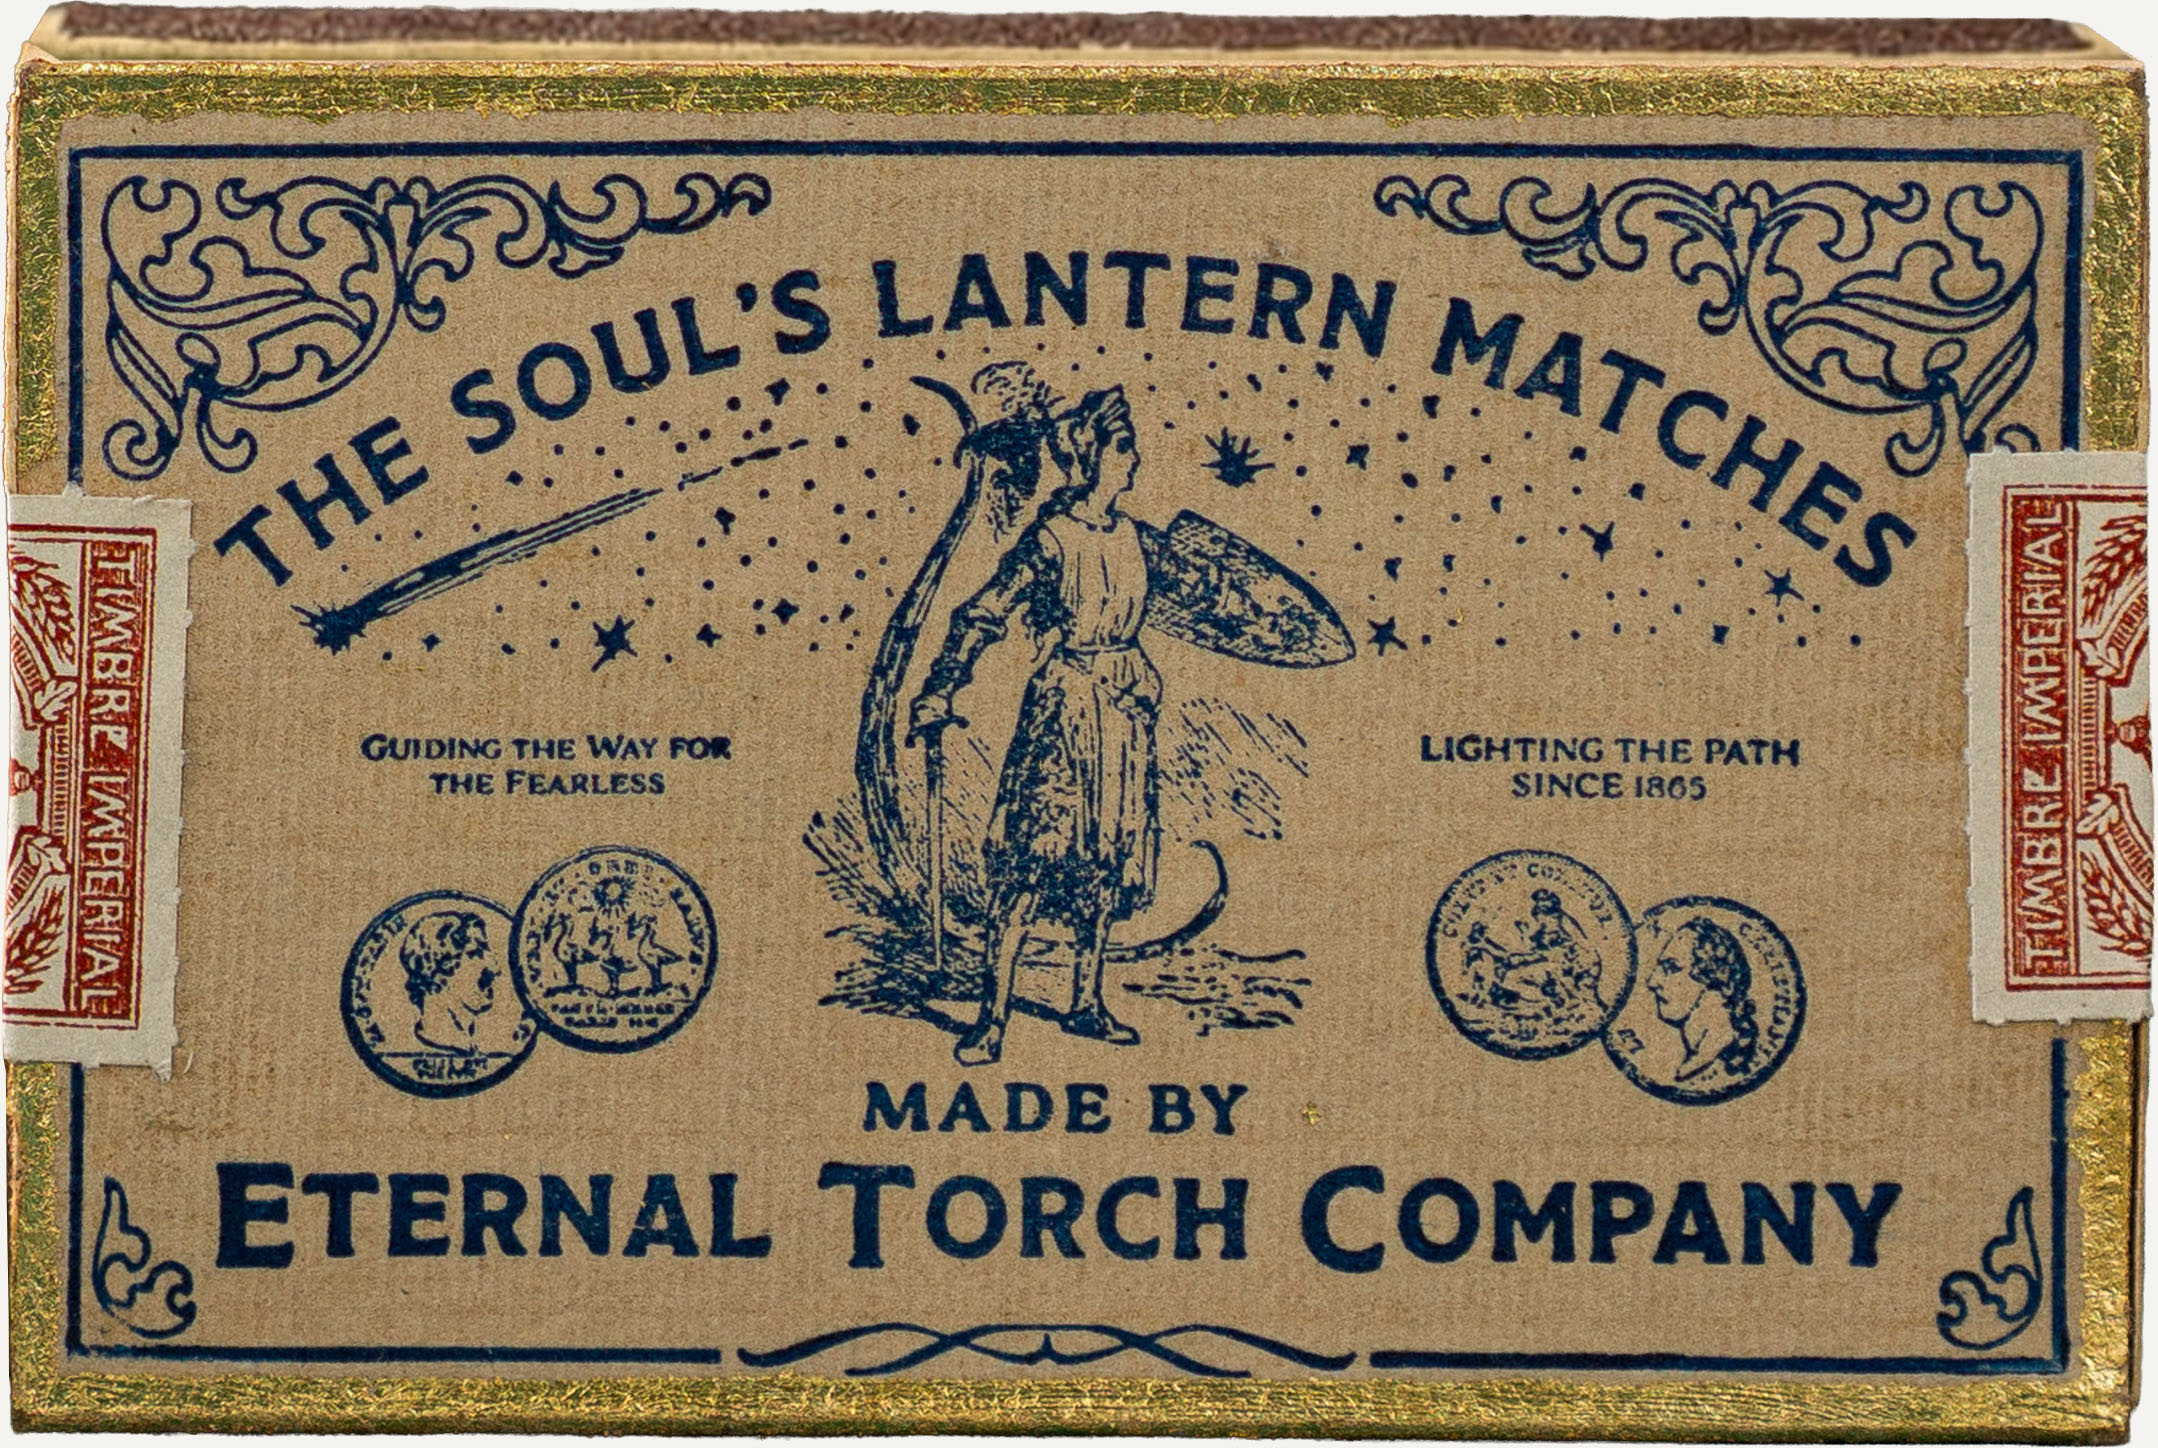 THE SOUL'S LANTERN MATCHES
GUIDING THE WAY FOR
THE FEARLESS
LIGHTING THE PATH
SINCE 1865
TIMBRE IMPERIAL
TIMBRE IMPERIAL
MADE BY
ETERNAL TORCH COMPANY